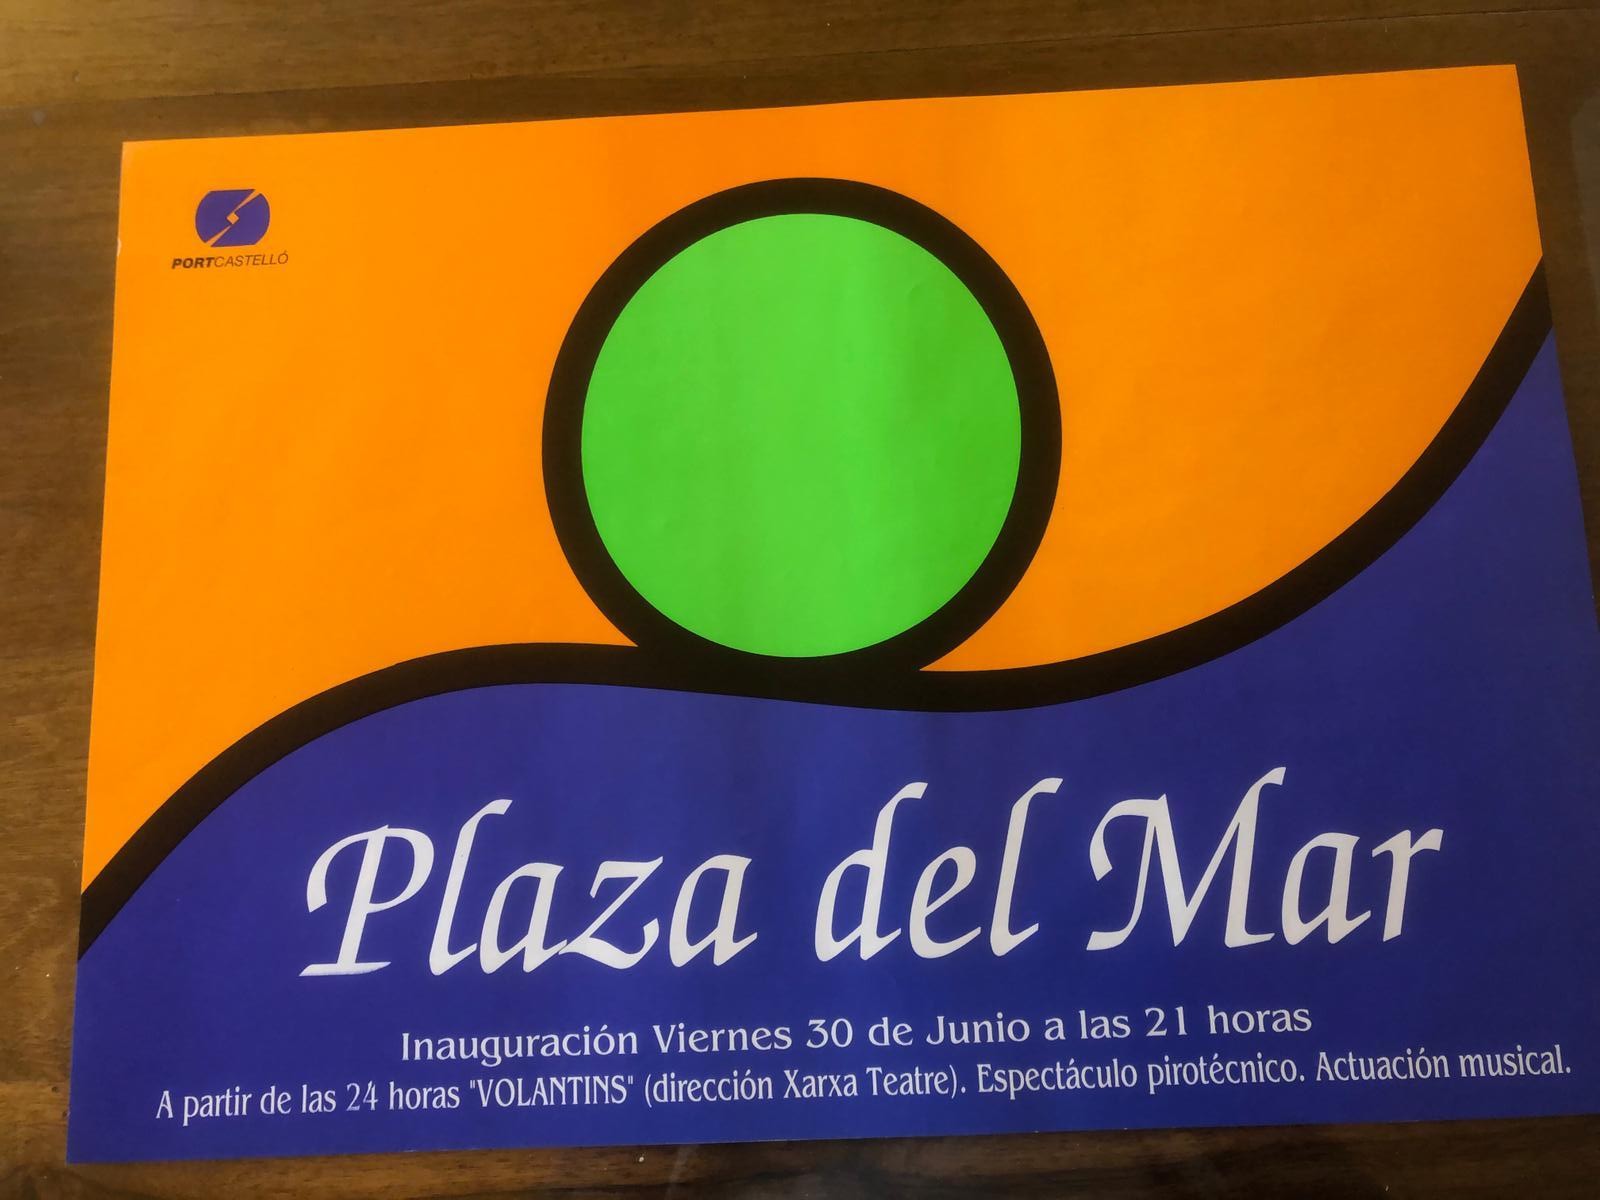 PORTCASTELLÓ
Plaza del Mar
Inauguración Viernes 30 de Junio a las 21 horas
A partir de las 24 horas "VOLANTINS" (dirección Xarxa Teatre). Espectáculo pirotécnico. Actuación musical.